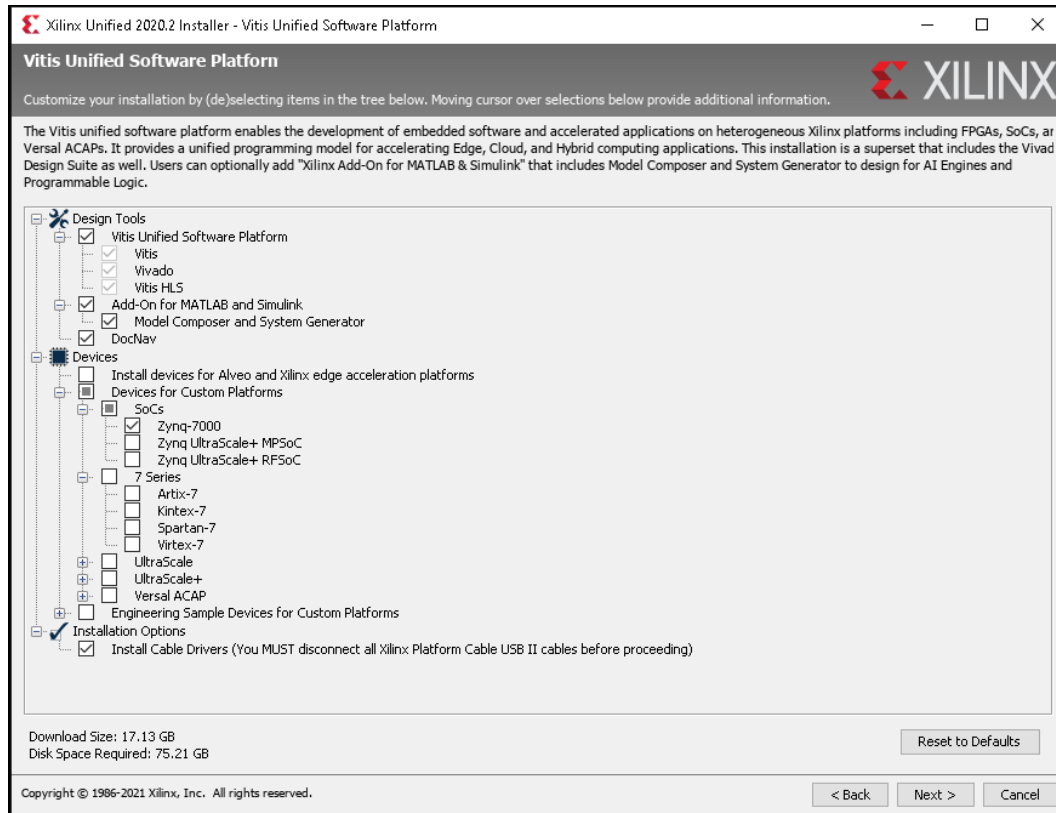 Xilinx Unified 2020.2 Installer - Vitis Unified Software Platform
Vitis Unified Software Platforn
Customize your installation by (de)selecting items in the tree below. Moving cursor over selections below provide additional information.
XILINX
The Vitis unified software platform enables the development of embedded software and accelerated applications on heterogeneous Xilinx platforms including FPGAs, SoCs, ar
Versal ACAPs. It provides a unified programming model for accelerating Edge, Cloud, and Hybrid computing applications. This installation is a superset that includes the Vivad
Design Suite as well. Users can optionally add "Xilinx Add-On for MATLAB & Simulink" that includes Model Composer and System Generator to design for AI Engines and
Programmable Logic.
Design Tools
Vitis Unified Software Platform
Vitis
Vivado
Vitis HLS
Add-On for MATLAB and Simulink
Model Composer and System Generator
DocNav
Devices
Install devices for Alveo and Xilinx edge acceleration platforms
Devices for Custom Platforms
SoCs
Zynq-7000
Zynq UltraScale+ MPSoC
Zynq UltraScale+ RFSoC
7 Series
Artix-7
Kintex-7
Spartan-7
Virtex-7
UltraScale
UltraScale+
Versal ACAP
Engineering Sample Devices for Custom Platforms
Installation Options
Install Cable Drivers (You MUST disconnect all Xilinx Platform Cable USB II cables before proceeding)
Download Size: 17.13 GB
Disk Space Required: 75.21 GB
Reset to Defaults
Copyright © 1986-2021 Xilinx, Inc. All rights reserved.
< Back Next > Cancel